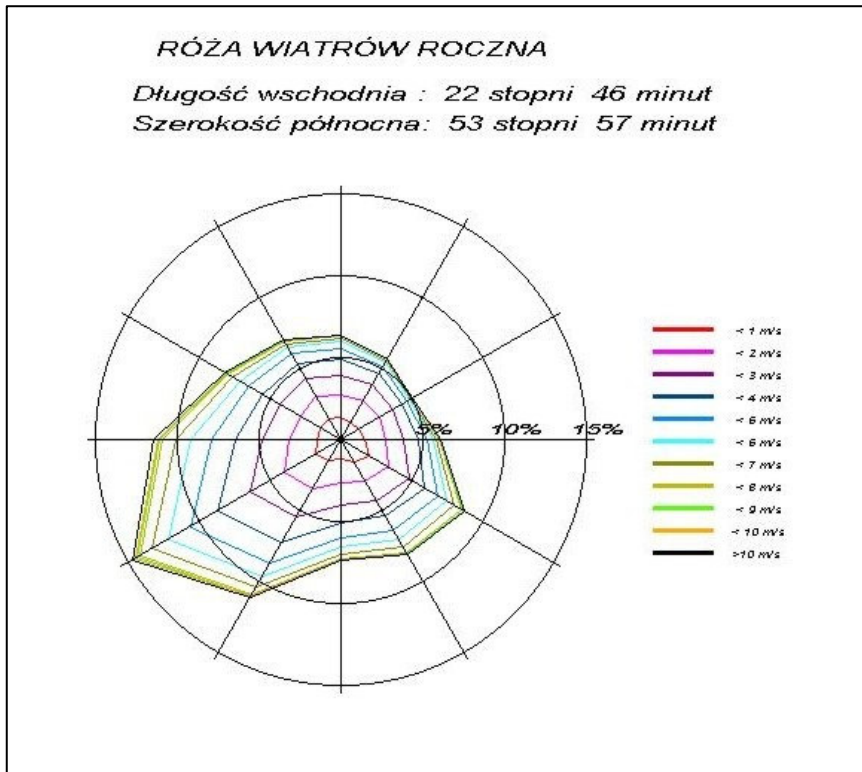 RÓŻA WIATRÓW ROCZNA
Długość wschodnia : 22 stopni 46 minut
Szerokość północna: 53 stopni 57 minut
5% 10% 15%
< 1 m/s
< 2 m/s
< 3 m/s
< 4 m/s
< 5 m/s
< 6 m/s
< 7 m/s
< 8 m/s
< 9 m/s
< 10 m/s
>10 m/s